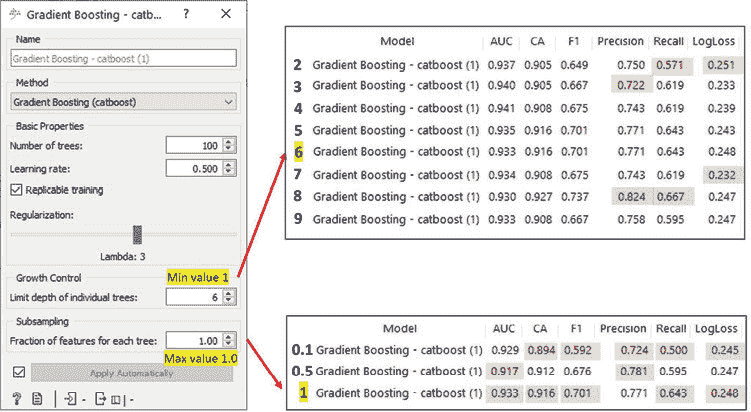 Gradient Boosting - catb... ? ✕
Name
Gradient Boosting - catboost (1)
Method
Gradient Boosting (catboost)
Basic Properties
Number of trees: 100
Learning rate: 0.500
Replicable training
Regularization:
Lambda: 3
Growth Control Min value 1
Limit depth of individual trees: 6
Subsampling
Fraction of features for each tree: 1.00
Max value 1.0
Apply Automatically
Model AUC CA F1 Precision Recall LogLoss
2 Gradient Boosting - catboost (1) 0.937 0.905 0.649 0.750 0.571 0.251
3 Gradient Boosting - catboost (1) 0.940 0.905 0.667 0.722 0.619 0.233
4 Gradient Boosting - catboost (1) 0.941 0.908 0.675 0.743 0.619 0.239
5 Gradient Boosting - catboost (1) 0.935 0.916 0.701 0.771 0.643 0.243
6 Gradient Boosting - catboost (1) 0.933 0.916 0.701 0.771 0.643 0.248
7 Gradient Boosting - catboost (1) 0.934 0.908 0.675 0.743 0.619 0.232
8 Gradient Boosting - catboost (1) 0.930 0.927 0.737 0.824 0.667 0.247
9 Gradient Boosting - catboost (1) 0.933 0.908 0.667 0.758 0.595 0.247
Model AUC CA F1 Precision Recall LogLoss
0.1 Gradient Boosting - catboost (1) 0.929 0.894 0.592 0.724 0.500 0.245
0.5 Gradient Boosting - catboost (1) 0.917 0.912 0.676 0.781 0.595 0.247
1 Gradient Boosting - catboost (1) 0.933 0.916 0.701 0.771 0.643 0.248